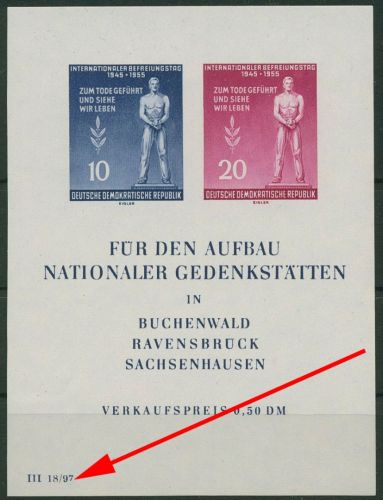 INTERNATIONALER BEFREIUNGSTAG
1945 · 1955
ZUM TODE GEFÜHRT
UND SIEHE
WIR LEBEN
10
DEUTSCHE DEMOKRATISCHE REPUBLIK
EIGLER
INTERNATIONALER BEFREIUNGSTAG
1945 · 1955
ZUM TODE GEFÜHRT
UND SIEHE
WIR LEBEN
20
DEUTSCHE DEMOKRATISCHE REPUBLIK
EIGLER
FÜR DEN AUFBAU
NATIONALER GEDENKSTÄTTEN
IN
BUCHENWALD
RAVENSBRÜCK
SACHSENHAUSEN
VERKAUFSPREIS 0,50 DM
III 18/97